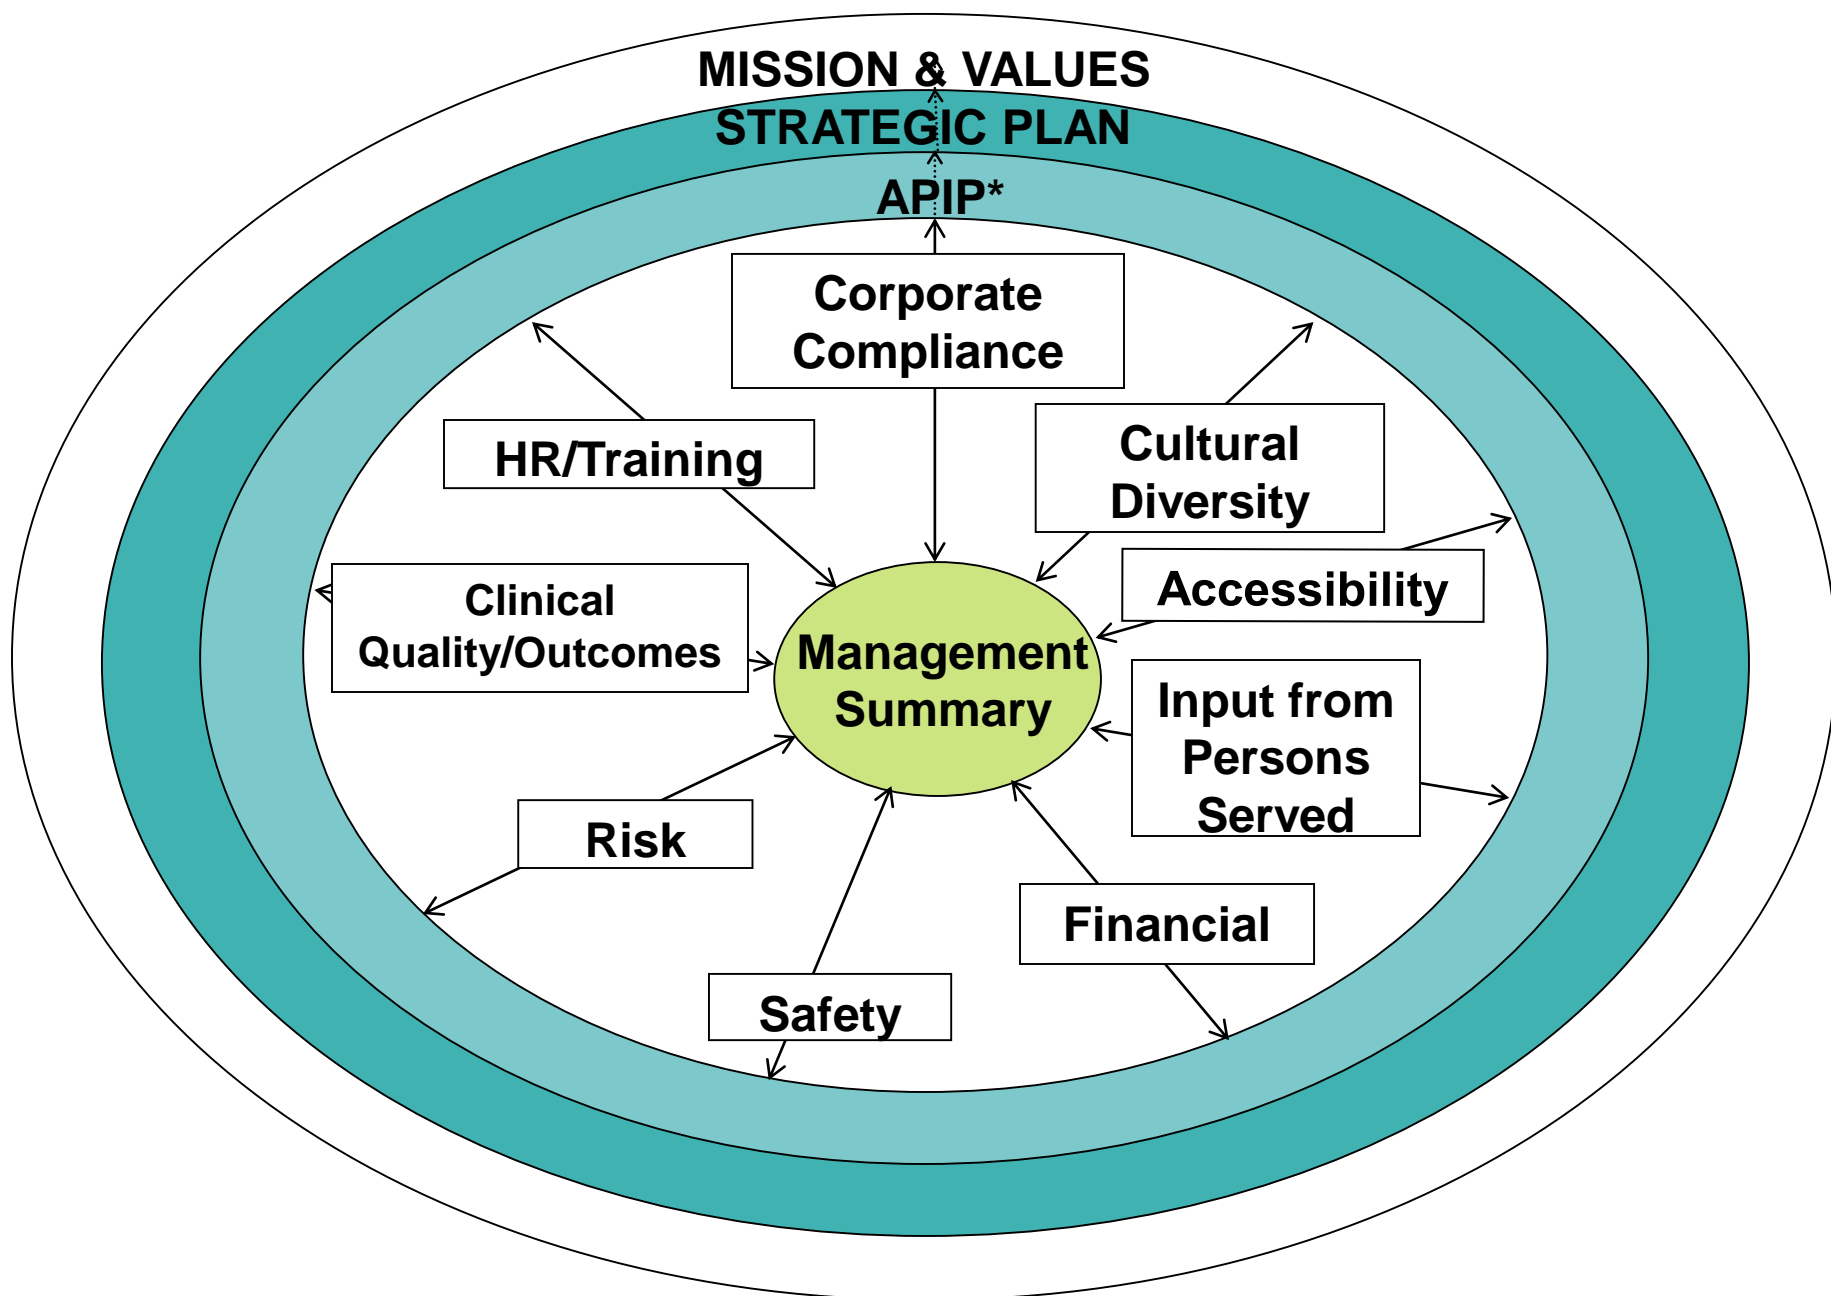 MISSION & VALUES
STRATEGIC PLAN
APIP*
Corporate
Compliance
HR/Training
Cultural
Diversity
Accessibility
Clinical
Quality/Outcomes
Management
Summary
Input from
Persons
Served
Risk
Financial
Safety